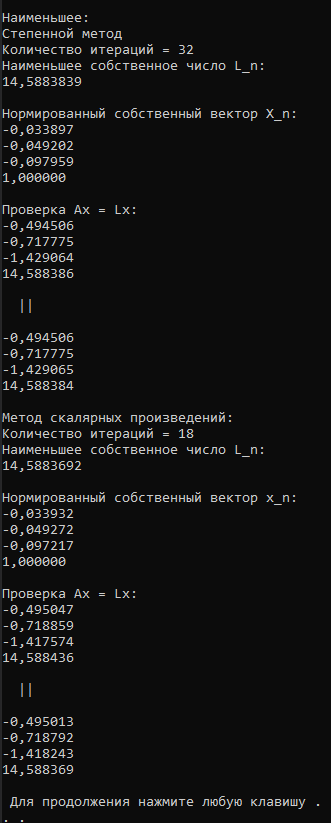 Наименьшее:
Степенной метод
Количество итераций = 32
Наименьшее собственное число L_n:
14,5883839
Нормированный собственный вектор X_n:
-0,033897
-0,049202
-0,097959
1,000000
Проверка Ax = Lx:
-0,494506
-0,717775
-1,429064
14,588386
||
-0,494506
-0,717775
-1,429065
14,588384
Метод скалярных произведений:
Количество итераций = 18
Наименьшее собственное число L_n:
14,5883692
Нормированный собственный вектор x_n:
-0,033932
-0,049272
-0,097217
1,000000
Проверка Ax = Lx:
-0,495047
-0,718859
-1,417574
14,588436
||
-0,495013
-0,718792
-1,418243
14,588369
Для продолжения нажмите любую клавишу .
. .